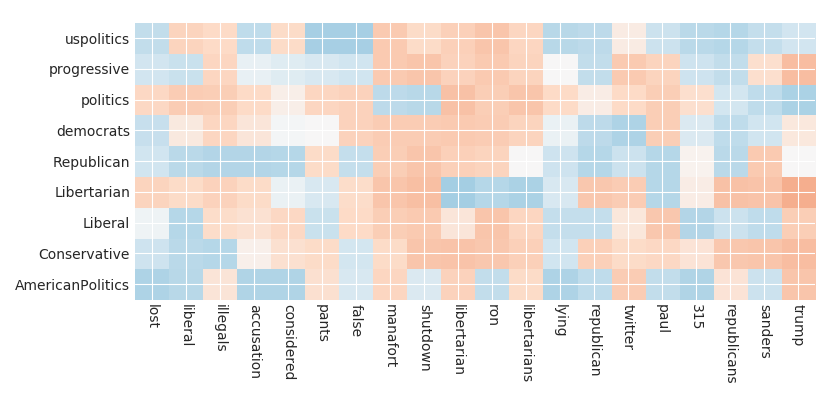 uspolitics
progressive
politics
democrats
Republican
Libertarian
Liberal
Conservative
AmericanPolitics
lost
liberal
illegals
accusation
considered
pants
false
manafort
shutdown
libertarian
ron
libertarians
lying
republican
twitter
paul
315
republicans
sanders
trump